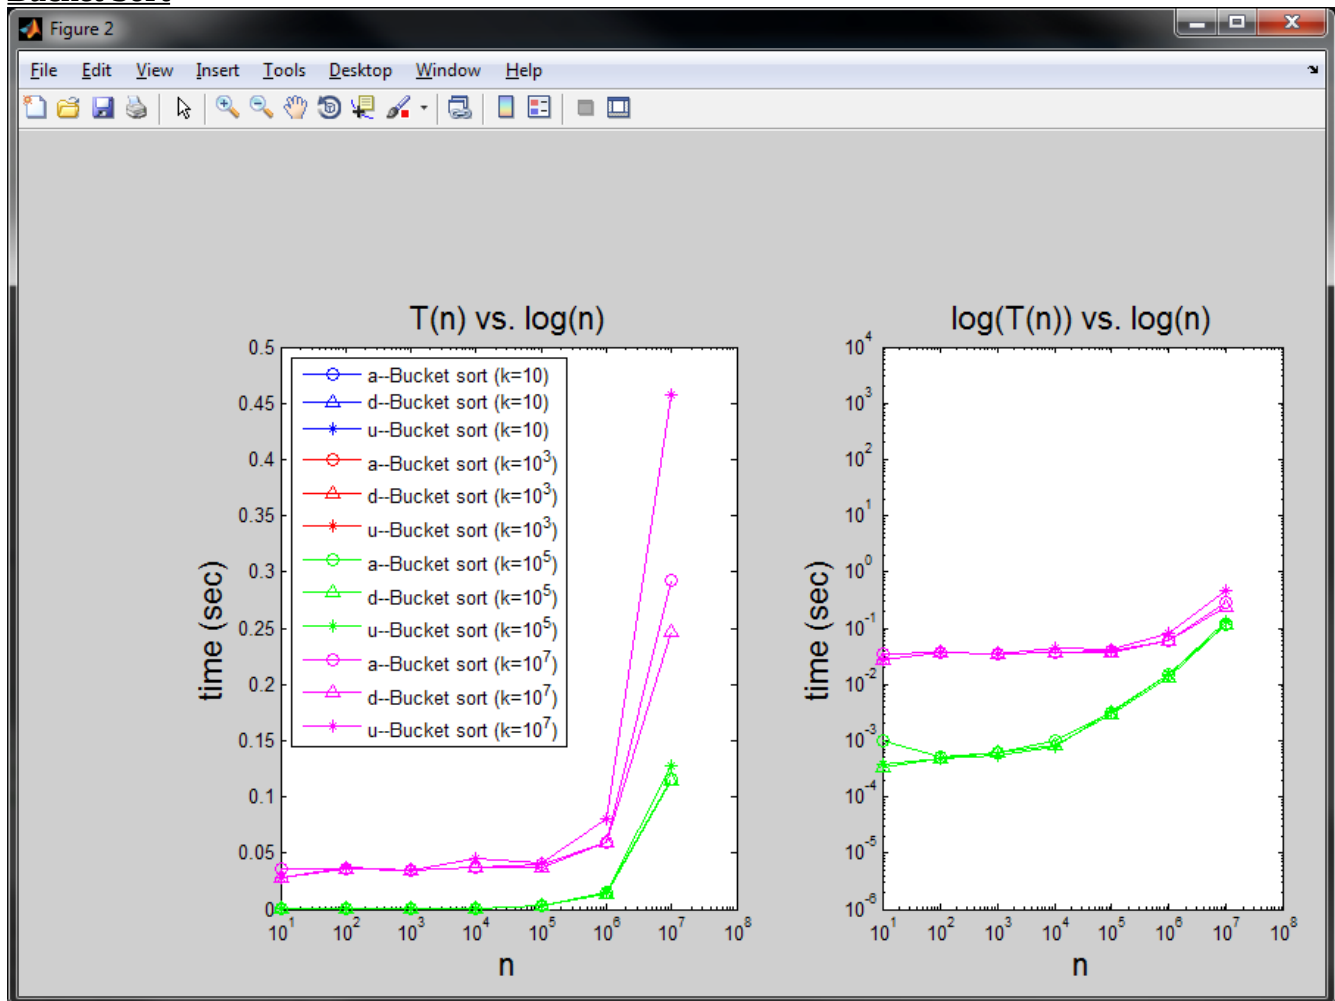 Bucket Sort
Figure 2
File Edit View Insert Tools Desktop Window Help
T(n) vs. log(n)
0.5
0.45
0.4
0.35
0.3
0.25
0.2
0.15
0.1
0.05
0
time (sec)
a--Bucket sort (k=10)
d--Bucket sort (k=10)
u--Bucket sort (k=10)
a--Bucket sort (k=10^3)
d--Bucket sort (k=10^3)
u--Bucket sort (k=10^3)
a--Bucket sort (k=10^5)
d--Bucket sort (k=10^5)
u--Bucket sort (k=10^5)
a--Bucket sort (k=10^7)
d--Bucket sort (k=10^7)
u--Bucket sort (k=10^7)
10^1 10^2 10^3 10^4 10^5 10^6 10^7 10^8
n
log(T(n)) vs. log(n)
10^4
10^3
10^2
10^1
10^0
10^-1
10^-2
10^-3
10^-4
10^-5
10^-6
time (sec)
10^1 10^2 10^3 10^4 10^5 10^6 10^7 10^8
n